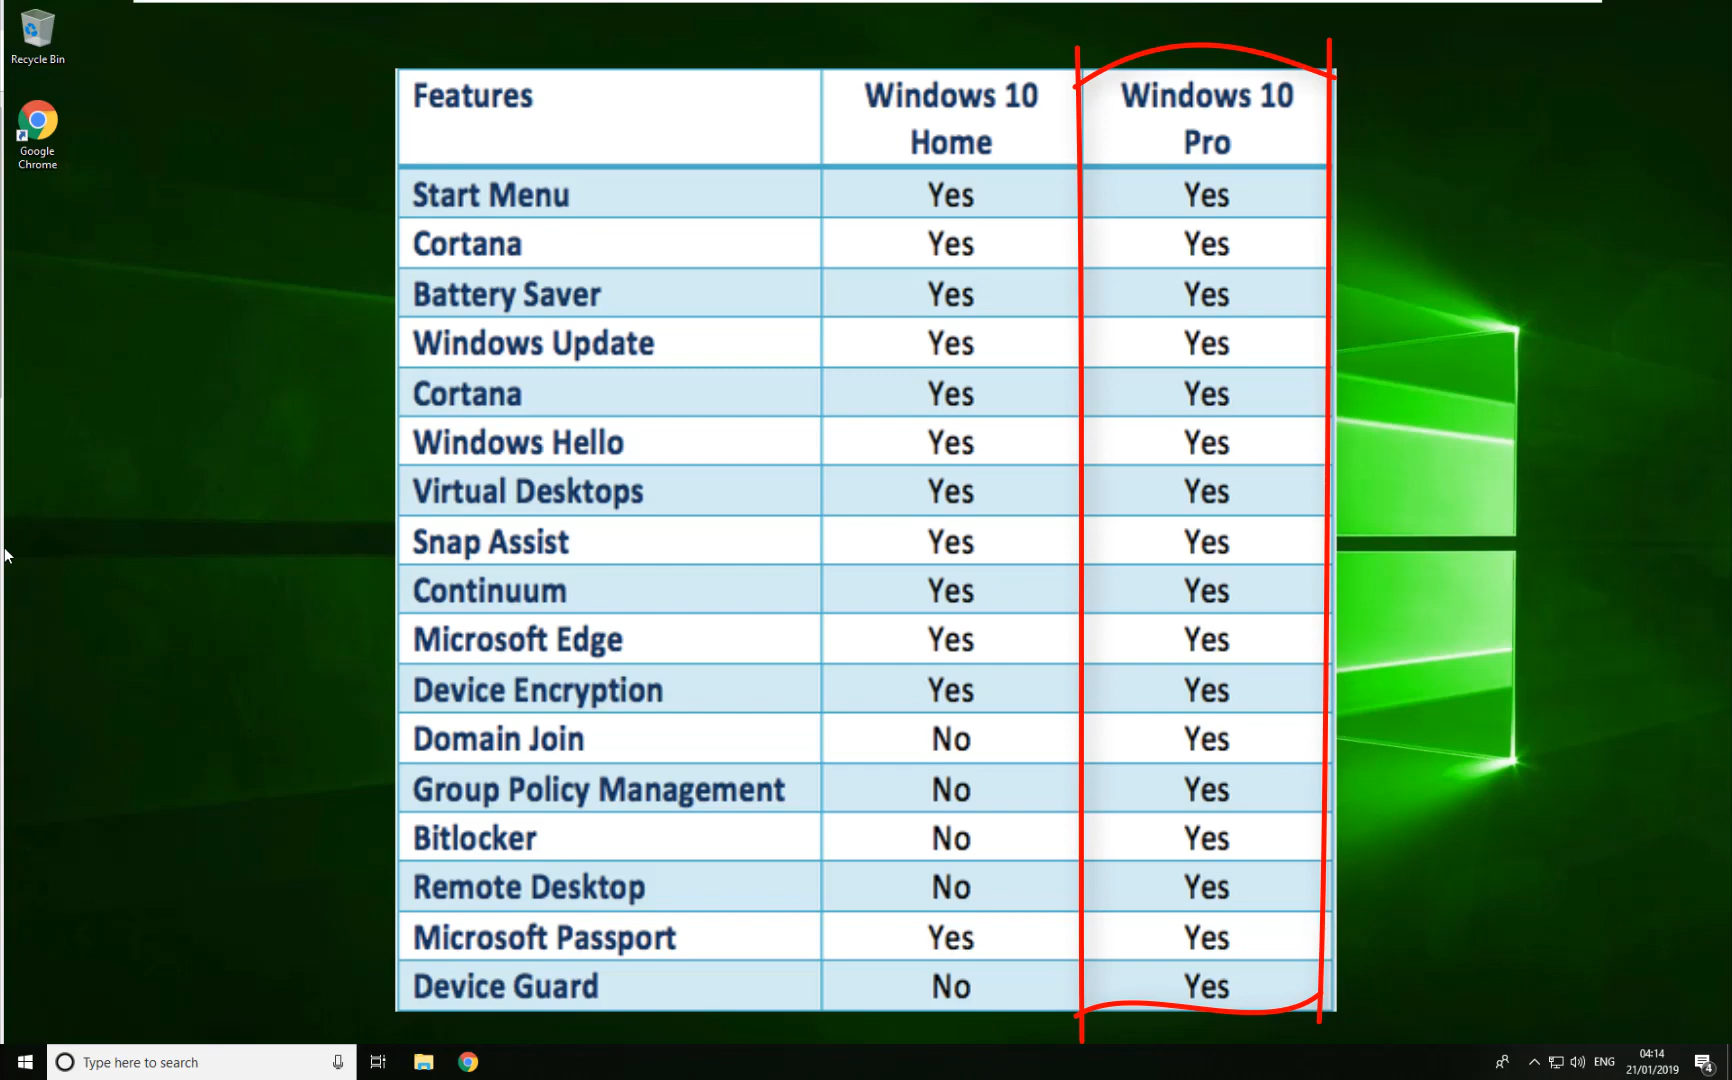 Recycle Bin
Google
Chrome
Features Windows 10 Windows 10
Home Pro
Start Menu Yes Yes
Cortana Yes Yes
Battery Saver Yes Yes
Windows Update Yes Yes
Cortana Yes Yes
Windows Hello Yes Yes
Virtual Desktops Yes Yes
Snap Assist Yes Yes
Continuum Yes Yes
Microsoft Edge Yes Yes
Device Encryption Yes Yes
Domain Join No Yes
Group Policy Management No Yes
Bitlocker No Yes
Remote Desktop No Yes
Microsoft Passport Yes Yes
Device Guard No Yes
Type here to search
ENG
04:14
21/01/2019
4